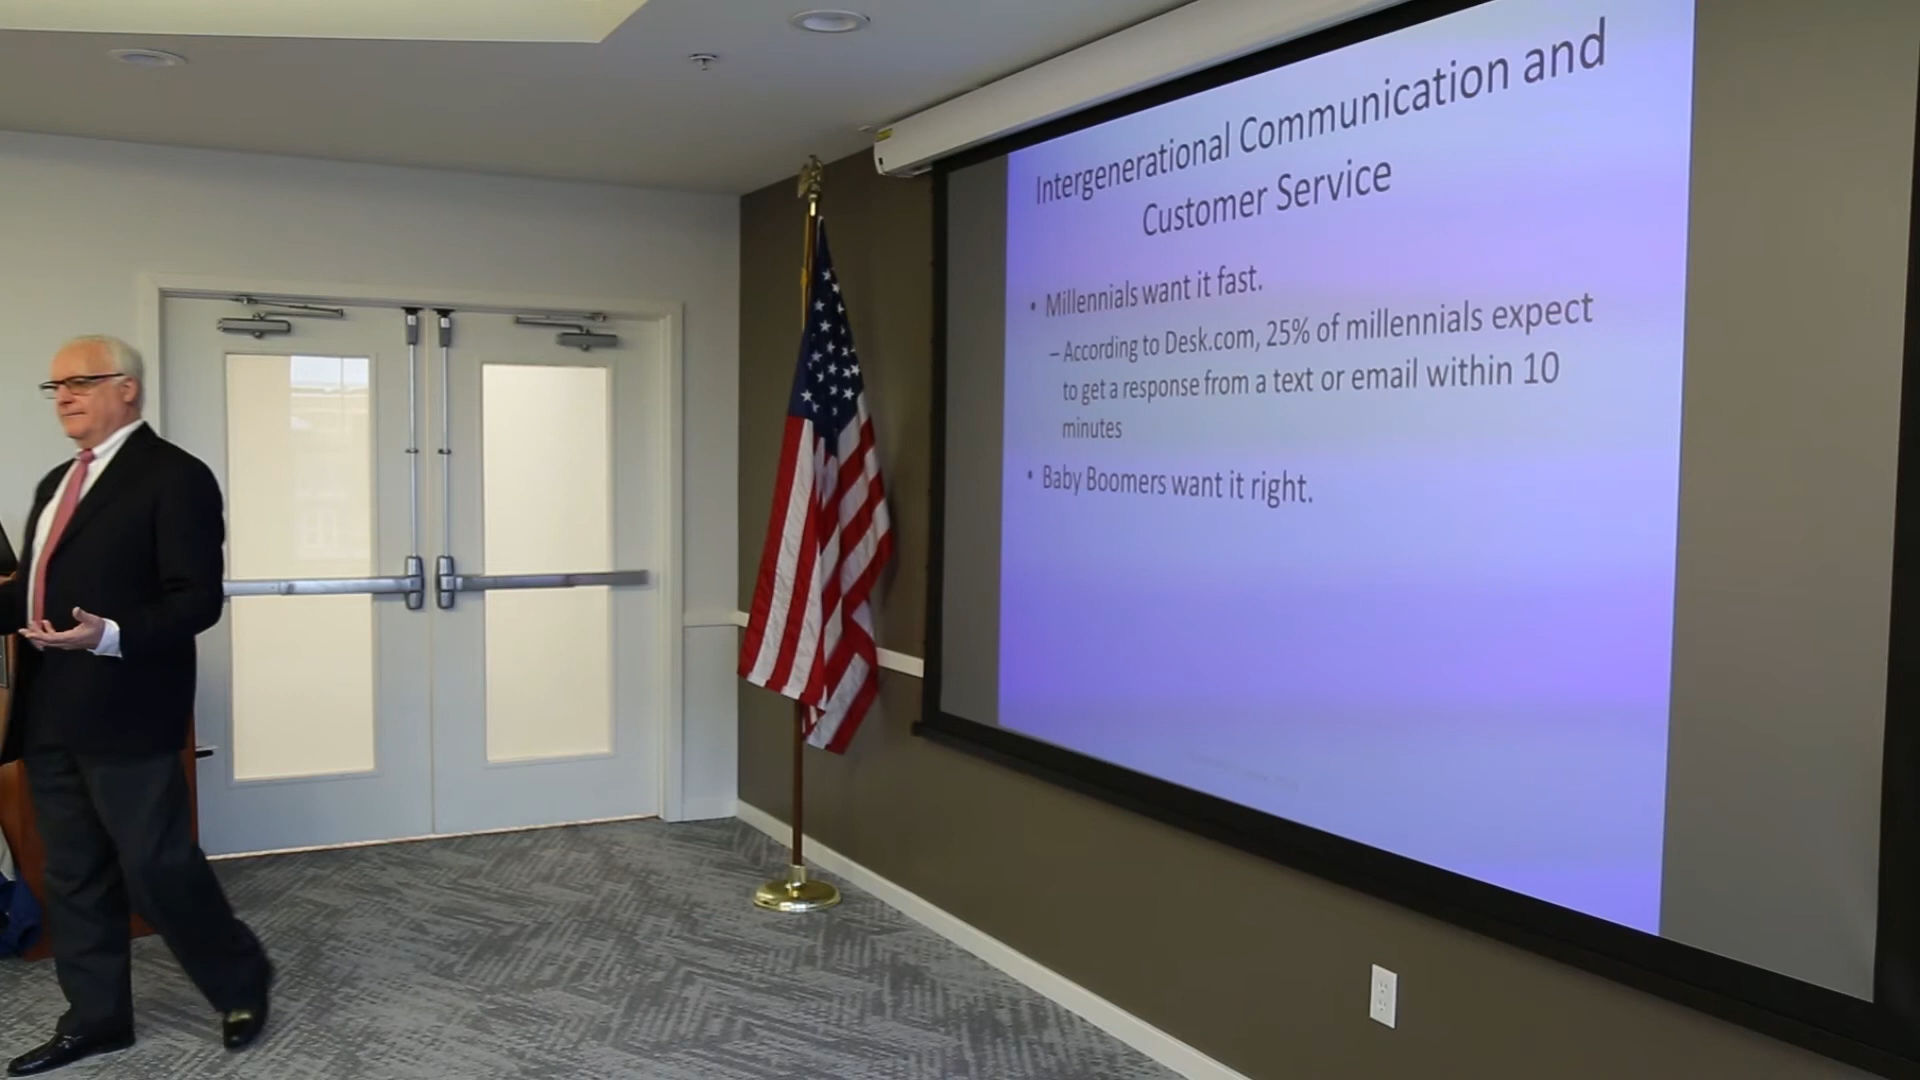 Intergenerational Communication and
Customer Service
• Millennials want it fast.
– According to Desk.com, 25% of millennials expect
to get a response from a text or email within 10
minutes
• Baby Boomers want it right.